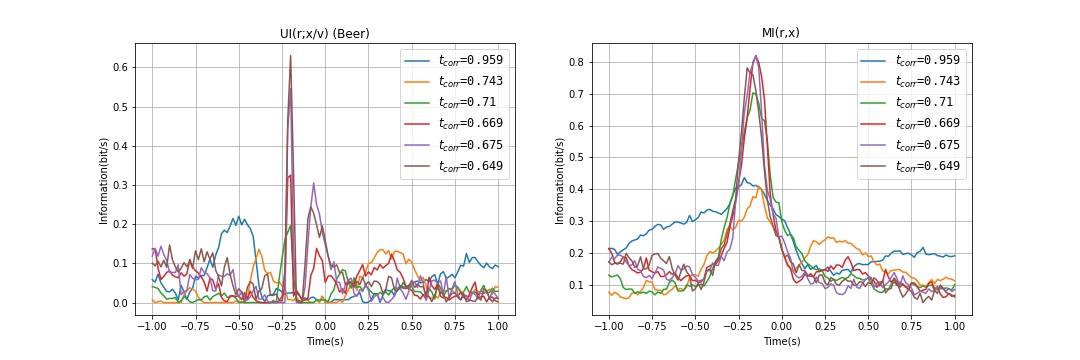 UI(r;x/v) (Beer)
Information(bit/s)
0.6
0.5
0.4
0.3
0.2
0.1
0.0
t_corr=0.959
t_corr=0.743
t_corr=0.71
t_corr=0.669
t_corr=0.675
t_corr=0.649
−1.00 −0.75 −0.50 −0.25 0.00 0.25 0.50 0.75 1.00
Time(s)
MI(r,x)
Information(bit/s)
0.8
0.7
0.6
0.5
0.4
0.3
0.2
0.1
t_corr=0.959
t_corr=0.743
t_corr=0.71
t_corr=0.669
t_corr=0.675
t_corr=0.649
−1.00 −0.75 −0.50 −0.25 0.00 0.25 0.50 0.75 1.00
Time(s)